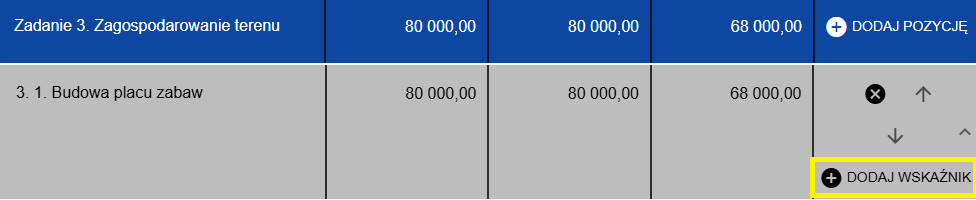 Zadanie 3. Zagospodarowanie terenu 80 000,00 80 000,00 68 000,00 DODAJ POZYCJĘ
3. 1. Budowa placu zabaw 80 000,00 80 000,00 68 000,00
DODAJ WSKAŹNIK